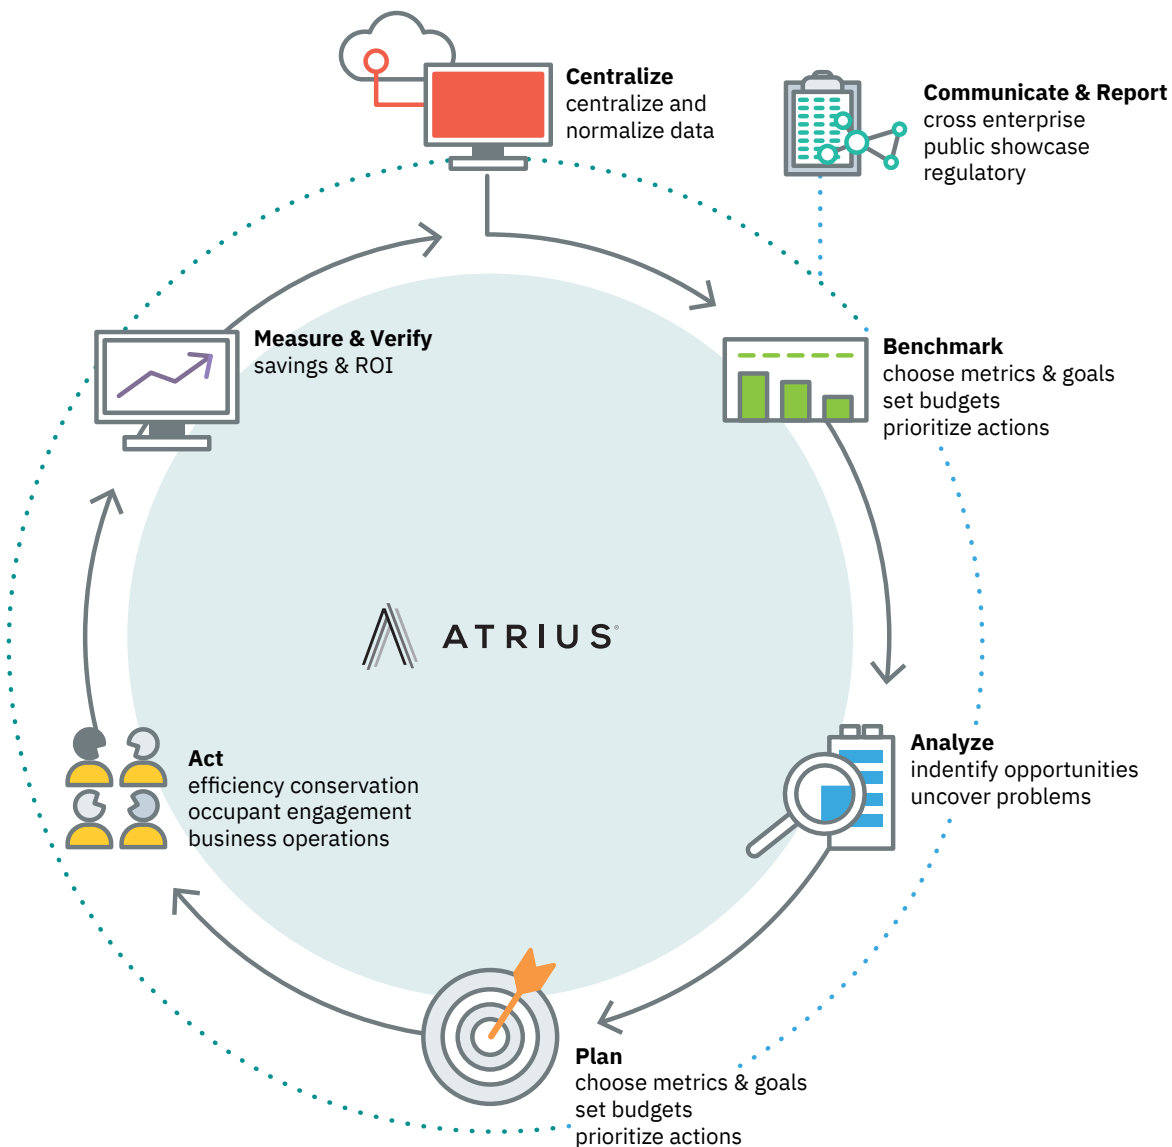 Centralize
centralize and
normalize data
Communicate & Report
cross enterprise
public showcase
regulatory
Measure & Verify
savings & ROI
Benchmark
choose metrics & goals
set budgets
prioritize actions
ATRIUS®
Act
efficiency conservation
occupant engagement
business operations
Analyze
indentify opportunities
uncover problems
Plan
choose metrics & goals
set budgets
prioritize actions